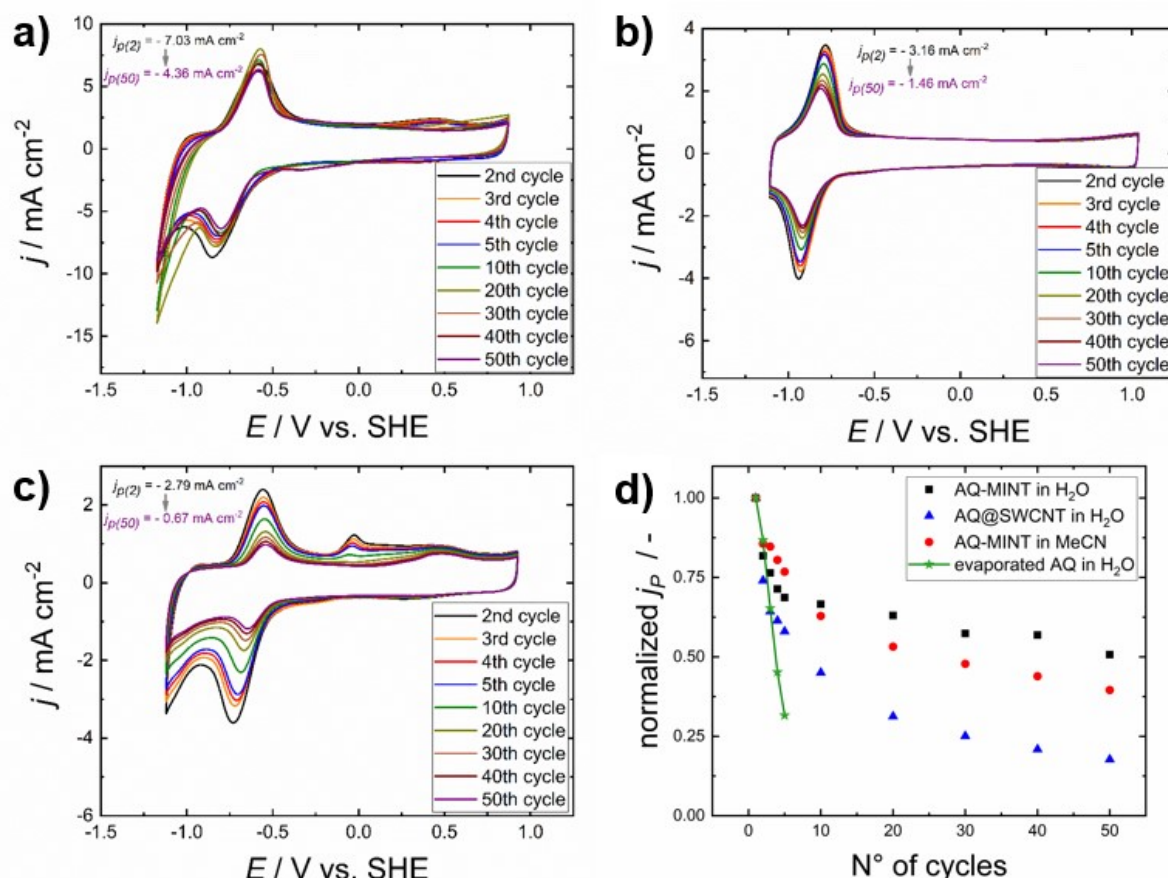 a)
j_p(2) = - 7.03 mA cm⁻²
j_p(50) = - 4.36 mA cm⁻²
10
5
0
-5
-10
-15
j / mA cm⁻²
2nd cycle
3rd cycle
4th cycle
5th cycle
10th cycle
20th cycle
30th cycle
40th cycle
50th cycle
-1.5 -1.0 -0.5 0.0 0.5 1.0
E / V vs. SHE
b)
j_p(2) = - 3.16 mA cm⁻²
j_p(50) = - 1.46 mA cm⁻²
4
2
0
-2
-4
-6
j / mA cm⁻²
2nd cycle
3rd cycle
4th cycle
5th cycle
10th cycle
20th cycle
30th cycle
40th cycle
50th cycle
-1.5 -1.0 -0.5 0.0 0.5 1.0
E / V vs. SHE
c)
j_p(2) = - 2.79 mA cm⁻²
j_p(50) = - 0.67 mA cm⁻²
2
0
-2
-4
-6
j / mA cm⁻²
2nd cycle
3rd cycle
4th cycle
5th cycle
10th cycle
20th cycle
30th cycle
40th cycle
50th cycle
-1.5 -1.0 -0.5 0.0 0.5 1.0
E / V vs. SHE
d)
AQ-MINT in H₂O
AQ@SWCNT in H₂O
AQ-MINT in MeCN
evaporated AQ in H₂O
1.00
0.75
0.50
0.25
0.00
normalized j_P / -
0 10 20 30 40 50
N° of cycles